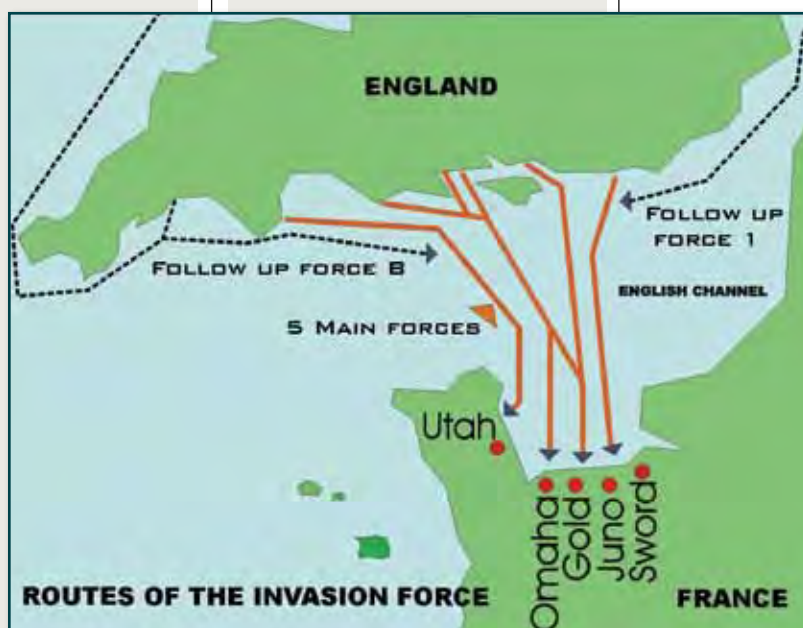 ENGLAND
FOLLOW UP
FORCE 1
FOLLOW UP FORCE B
ENGLISH CHANNEL
5 MAIN FORCES
Utah
Omaha
Gold
Juno
Sword
ROUTES OF THE INVASION FORCE
FRANCE